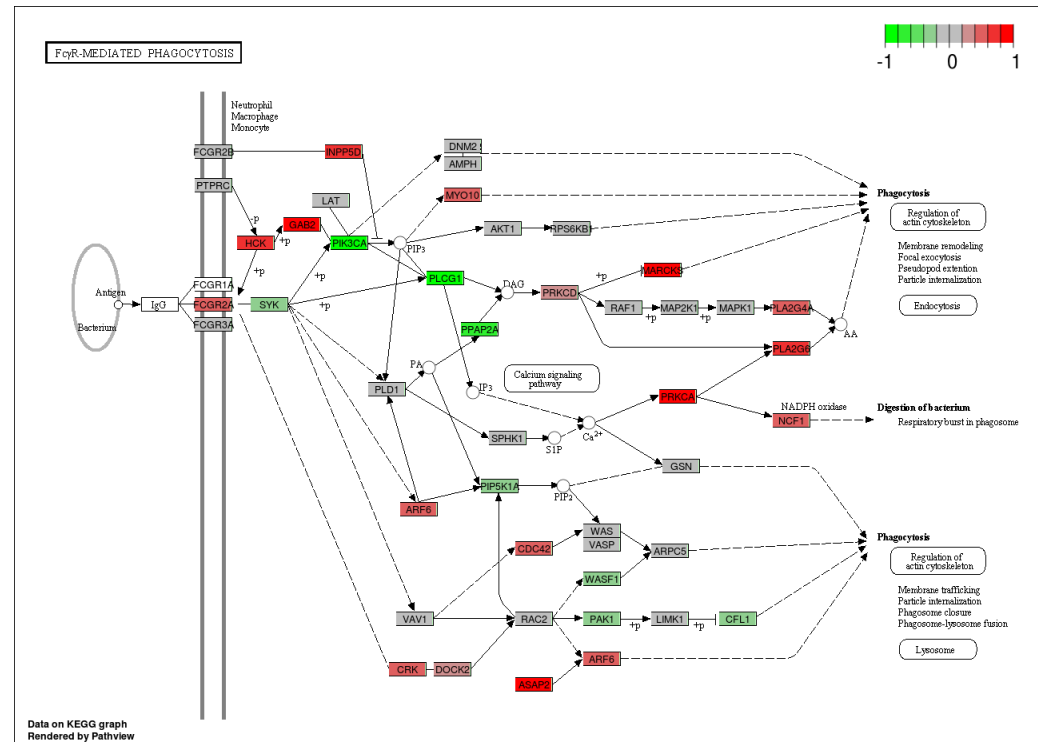 FcγR-MEDIATED PHAGOCYTOSIS
-1 0 1
Neutrophil
Macrophage
Monocyte
FCGR2B
INPP5D
DNM2
AMPH
PTPRC
LAT
MYO10
Phagocytosis
-p
GAB2
HCK
+p
PIK3CA
PIP3
AKT1
RPS6KB1
Regulation of
actin cytoskeleton
+p
+p
+p
Membrane remodeling
Focal exocytosis
Pseudopod extention
Particle internalization
PLCG1
DAG
+p
MARCKS
FCGR1A
Antigen
IgG
FCGR2A
SYK
PRKCD
RAF1
+p
MAP2K1
+p
MAPK1
PLA2G4A
Endocytosis
FCGR3A
Bacterium
PPAP2A
AA
PLA2G6
PA
Calcium signaling
pathway
PLD1
IP3
PRKCA
NADPH oxidase
Digestion of bacterium
NCF1
Respiratory burst in phagosome
Ca2+
SPHK1
S1P
GSN
PIP5K1A
PIP2
ARF6
WAS
VASP
Phagocytosis
CDC42
ARPC5
Regulation of
actin cytoskeleton
WASF1
Membrane trafficking
Particle internalization
Phagosome closure
Phagosome-lysosome fusion
VAV1
RAC2
PAK1
+p
LIMK1
+p
CFL1
Lysosome
CRK
DOCK2
ARF6
ASAP2
Data on KEGG graph
Rendered by Pathview